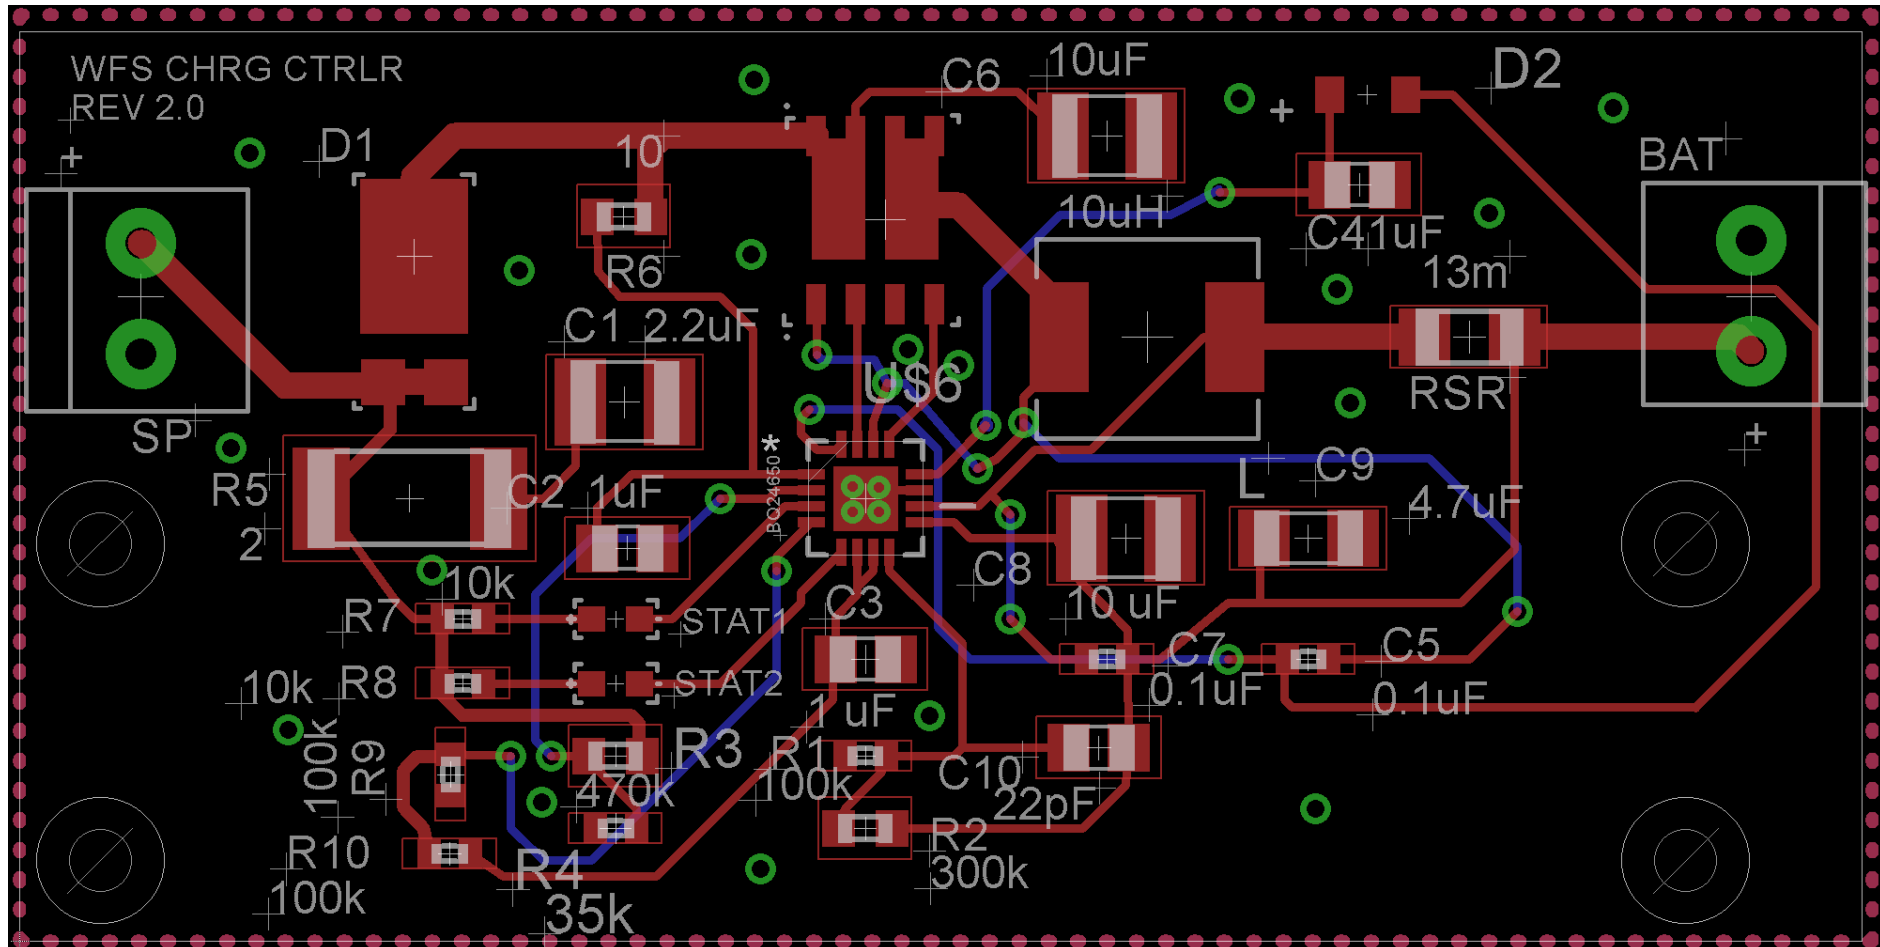 WFS CHRG CTRLR
REV 2.0
D1
10
R6
C6
10uF
D2
BAT
10uH
C4
1uF
13m
RSR
SP
C1
2.2uF
U$6
BQ24650
*
R5
2
C2
1uF
L
C9
4.7uF
C8
10 uF
10k
R7
STAT1
10k
R8
STAT2
C3
1 uF
C7
0.1uF
C5
0.1uF
100k
R9
R3
470k
R1
100k
C10
22pF
R10
100k
R4
35k
R2
300k